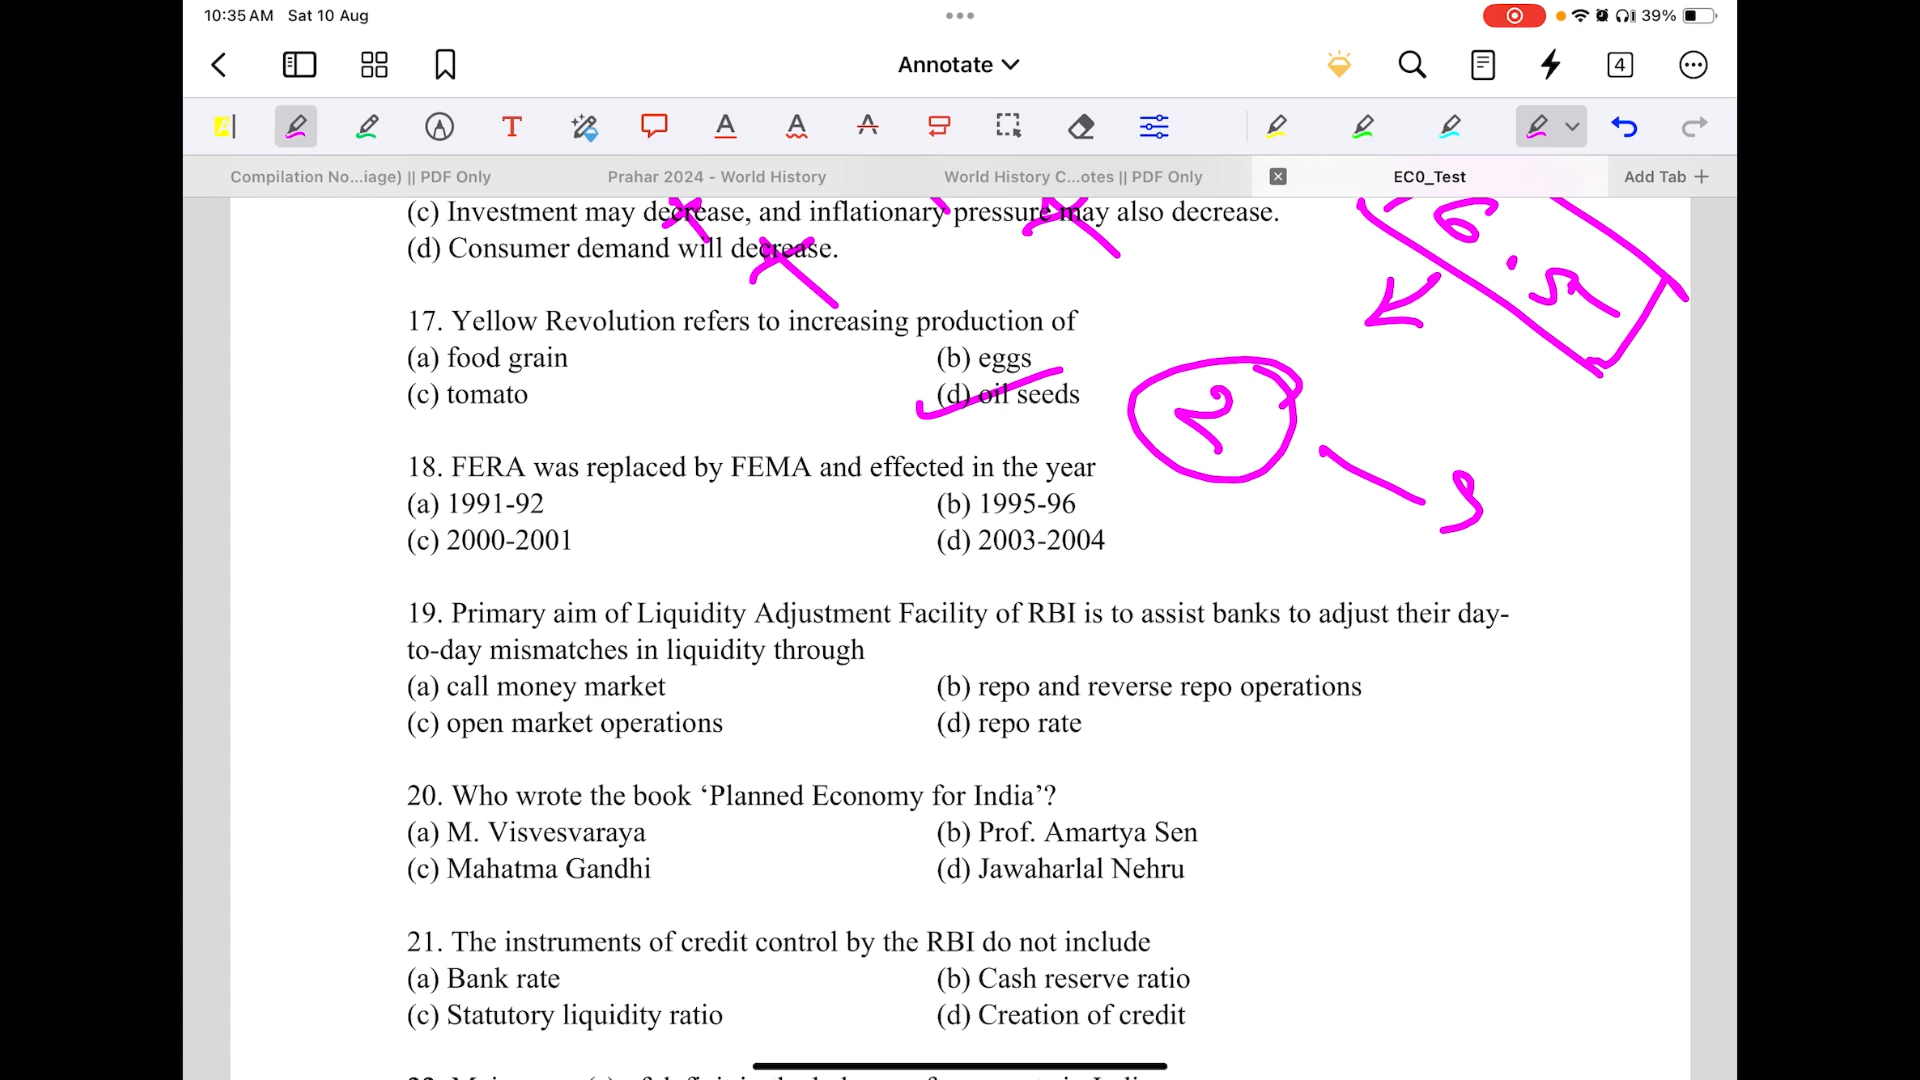 10:35 AM Sat 10 Aug
39%
Annotate
4
T
A
A
A
Compilation No...iage) || PDF Only
Prahar 2024 - World History
World History C...otes || PDF Only
EC0_Test
Add Tab +
(c) Investment may decrease, and inflationary pressure may also decrease.
(d) Consumer demand will decrease.
6.5
17. Yellow Revolution refers to increasing production of
(a) food grain
(b) eggs
(c) tomato
(d) oil seeds
18. FERA was replaced by FEMA and effected in the year
(a) 1991-92
(b) 1995-96
(c) 2000-2001
(d) 2003-2004
19. Primary aim of Liquidity Adjustment Facility of RBI is to assist banks to adjust their day-
to-day mismatches in liquidity through
(a) call money market
(b) repo and reverse repo operations
(c) open market operations
(d) repo rate
20. Who wrote the book ‘Planned Economy for India’?
(a) M. Visvesvaraya
(b) Prof. Amartya Sen
(c) Mahatma Gandhi
(d) Jawaharlal Nehru
21. The instruments of credit control by the RBI do not include
(a) Bank rate
(b) Cash reserve ratio
(c) Statutory liquidity ratio
(d) Creation of credit